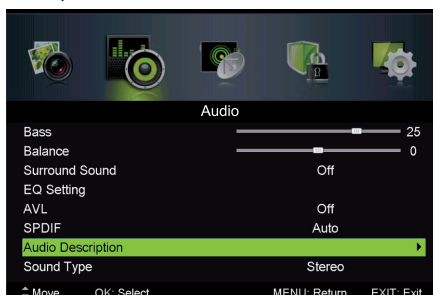 Audio
Bass 25
Balance 0
Surround Sound Off
EQ Setting
AVL Off
SPDIF Auto
Audio Description
Sound Type Stereo
Move OK: Select MENU: Return EXIT: Exit